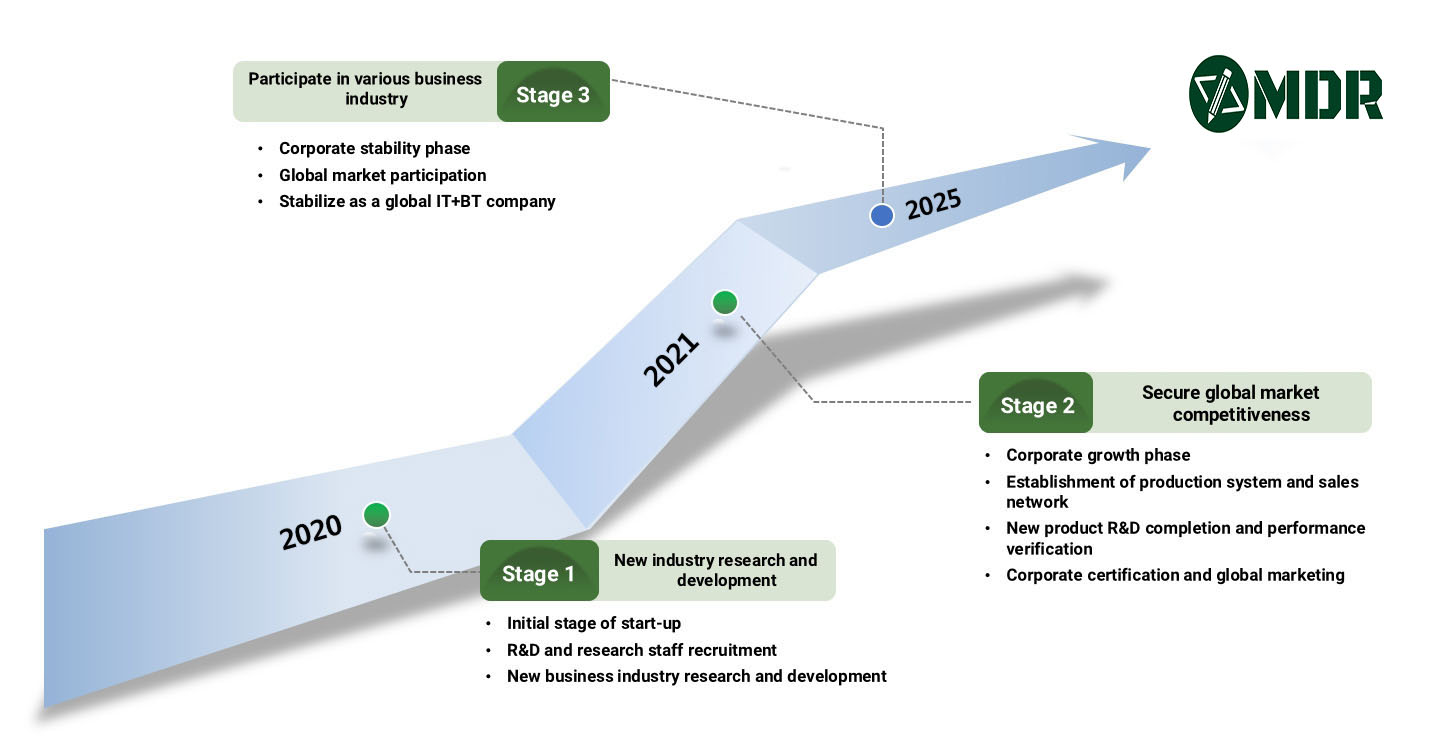 MDR
Participate in various business
industry
Stage 3
• Corporate stability phase
• Global market participation
• Stabilize as a global IT+BT company
2025
2021
Stage 2
Secure global market
competitiveness
• Corporate growth phase
• Establishment of production system and sales
network
• New product R&D completion and performance
verification
• Corporate certification and global marketing
2020
Stage 1
New industry research and
development
• Initial stage of start-up
• R&D and research staff recruitment
• New business industry research and development